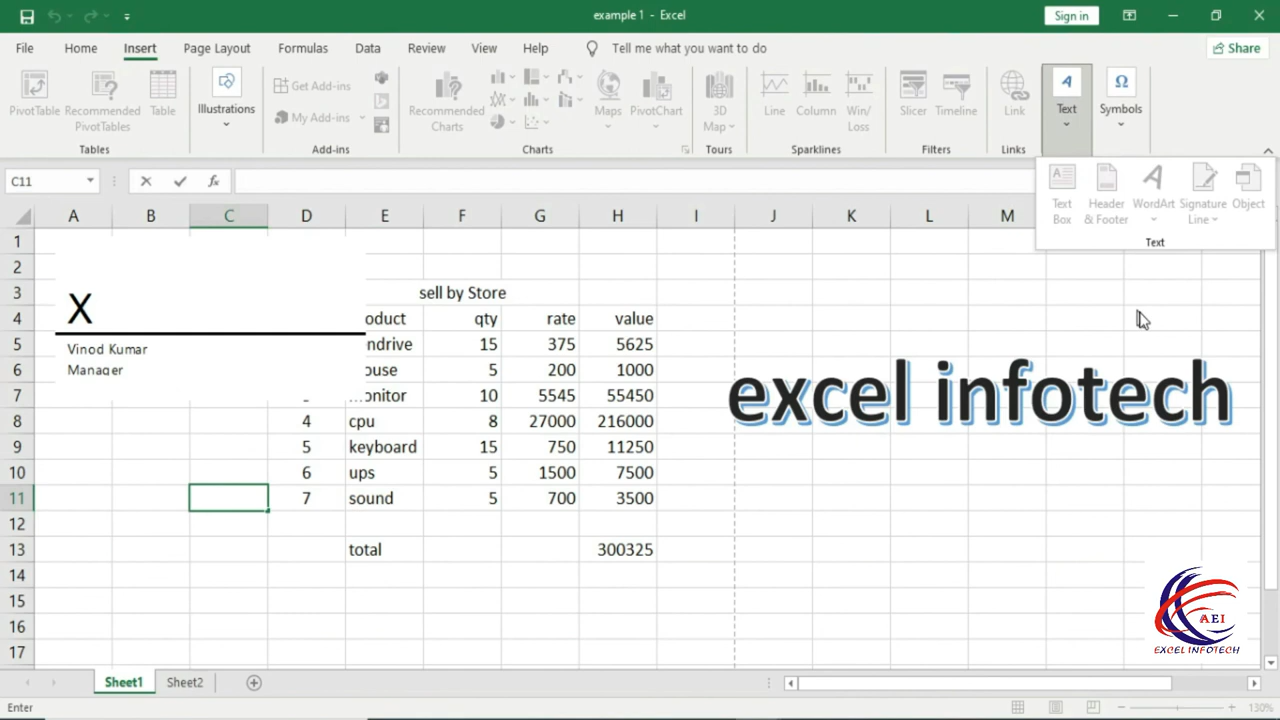 example 1 - Excel
Sign in
File Home Insert Page Layout Formulas Data Review View Help Tell me what you want to do Share
PivotTable Recommended PivotTables Table
Tables
Illustrations
Get Add-ins
My Add-ins
Add-ins
Recommended Charts
Maps PivotChart
Charts
3D Map
Tours
Line Column Win/Loss
Sparklines
Slicer Timeline
Filters
Link
Links
Text
Symbols
Text Box
Header & Footer
WordArt
Signature Line
Object
Text
C11 fx
A B C D E F G H I J K L M
1
2
3 sell by Store
4 oduct qty rate value
5 ndrive 15 375 5625
6 ouse 5 200 1000
7 onitor 10 5545 55450
8 4 cpu 8 27000 216000
9 5 keyboard 15 750 11250
10 6 ups 5 1500 7500
11 7 sound 5 700 3500
12
13 total 300325
14
15
16
17
X
Vinod Kumar
Manager
excel infotech
AEI
EXCEL INFOTECH
Sheet1 Sheet2
Enter
130%